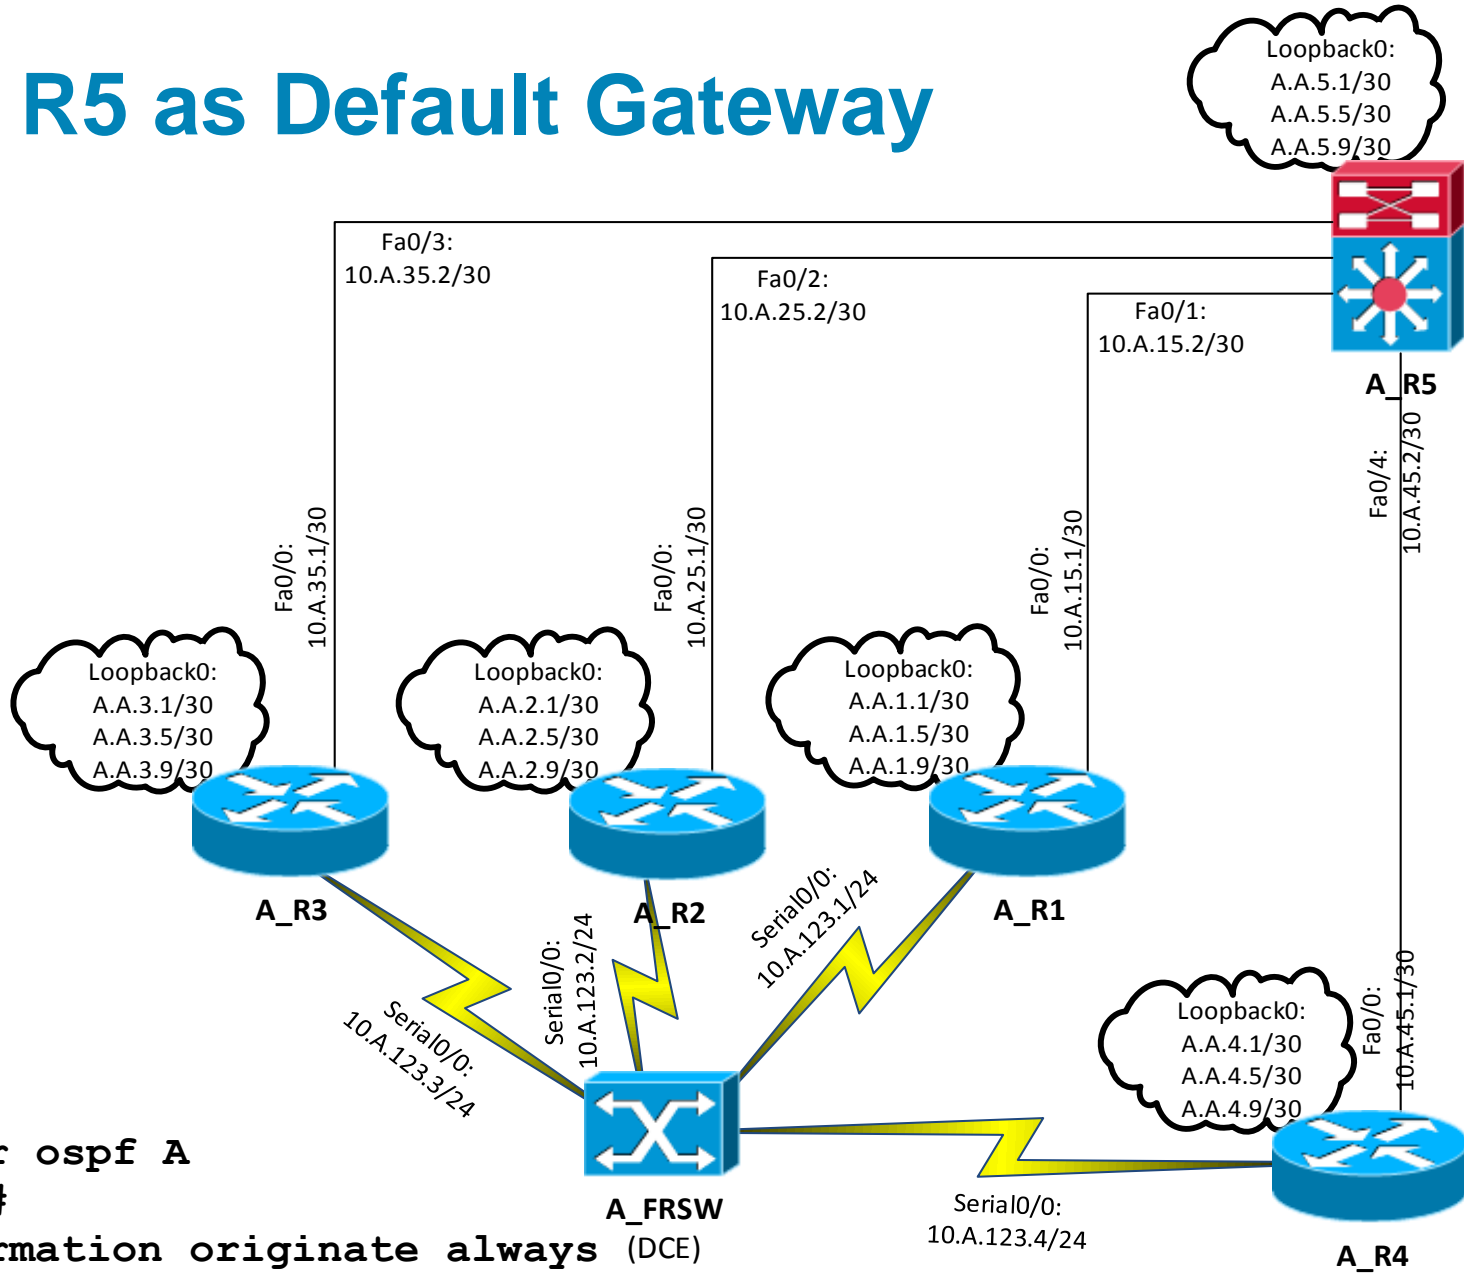 R5 as Default Gateway
Loopback0:
A.A.5.1/30
A.A.5.5/30
A.A.5.9/30
Fa0/3:
10.A.35.2/30
Fa0/2:
10.A.25.2/30
Fa0/1:
10.A.15.2/30
A_R5
Fa0/4:
10.A.45.2/30
Fa0/0:
10.A.35.1/30
Fa0/0:
10.A.25.1/30
Fa0/0:
10.A.15.1/30
Loopback0:
A.A.3.1/30
A.A.3.5/30
A.A.3.9/30
Loopback0:
A.A.2.1/30
A.A.2.5/30
A.A.2.9/30
Loopback0:
A.A.1.1/30
A.A.1.5/30
A.A.1.9/30
A_R3
A_R2
A_R1
Serial0/0:
10.A.123.3/24
Serial0/0:
10.A.123.2/24
Serial0/0:
10.A.123.1/24
Loopback0:
A.A.4.1/30
A.A.4.5/30
A.A.4.9/30
Fa0/0:
10.A.45.1/30
r ospf A
#
rmation originate always
A_FRSW
(DCE)
Serial0/0:
10.A.123.4/24
A_R4